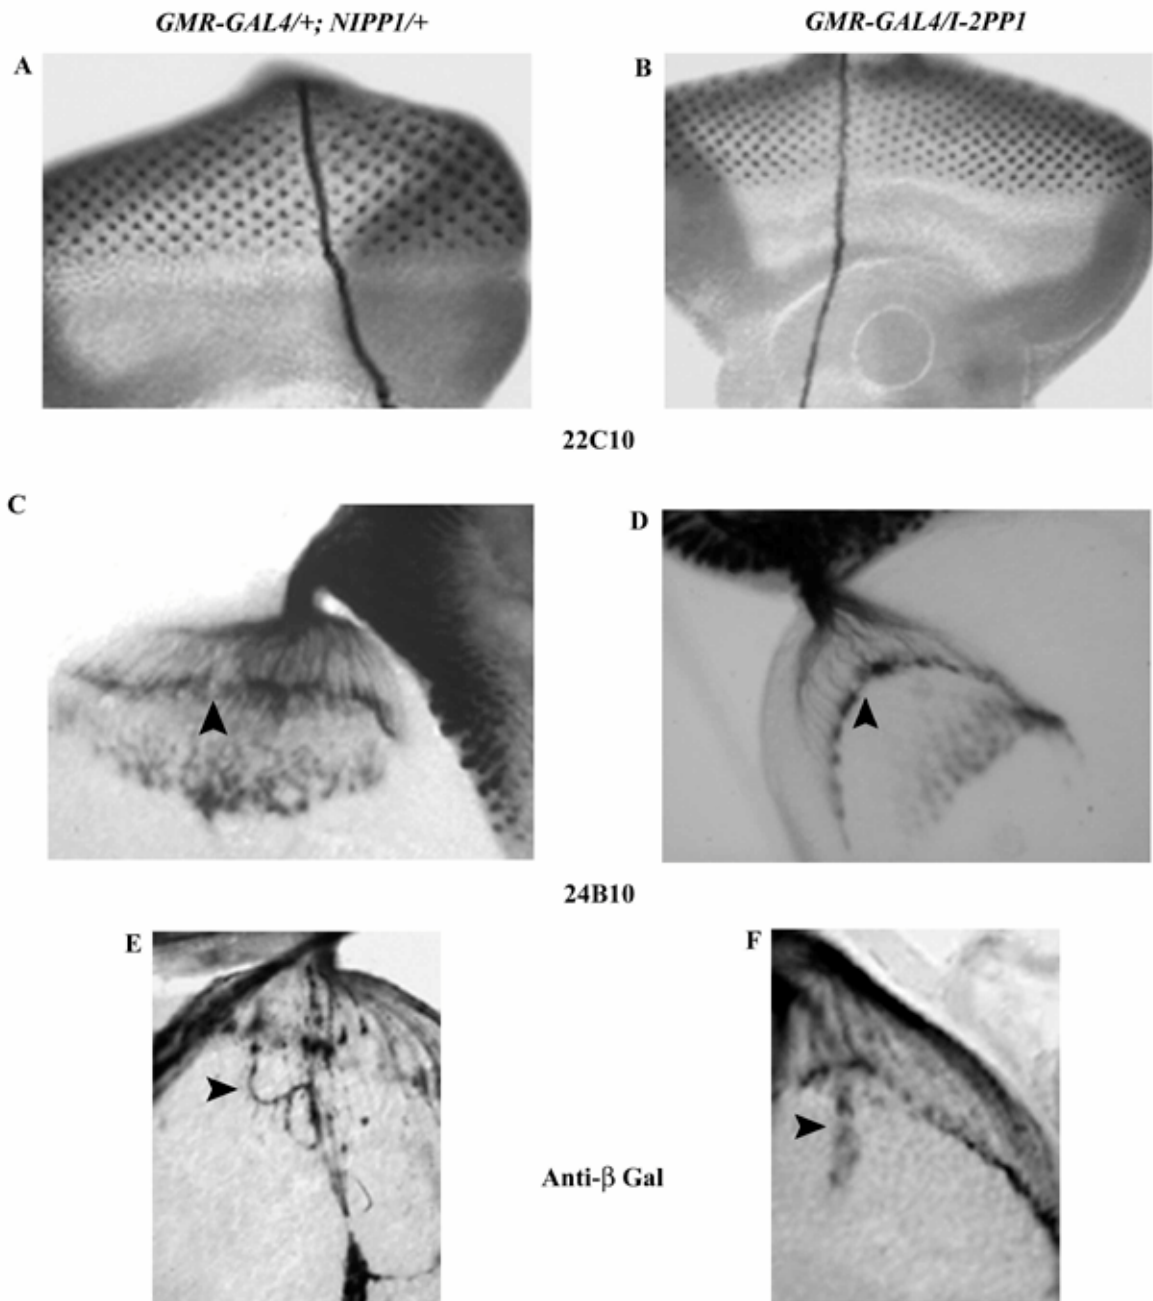 GMR-GAL4/+; NIPP1/+
GMR-GAL4/I-2PP1
A
B
22C10
C
D
24B10
E
F
Anti-β Gal